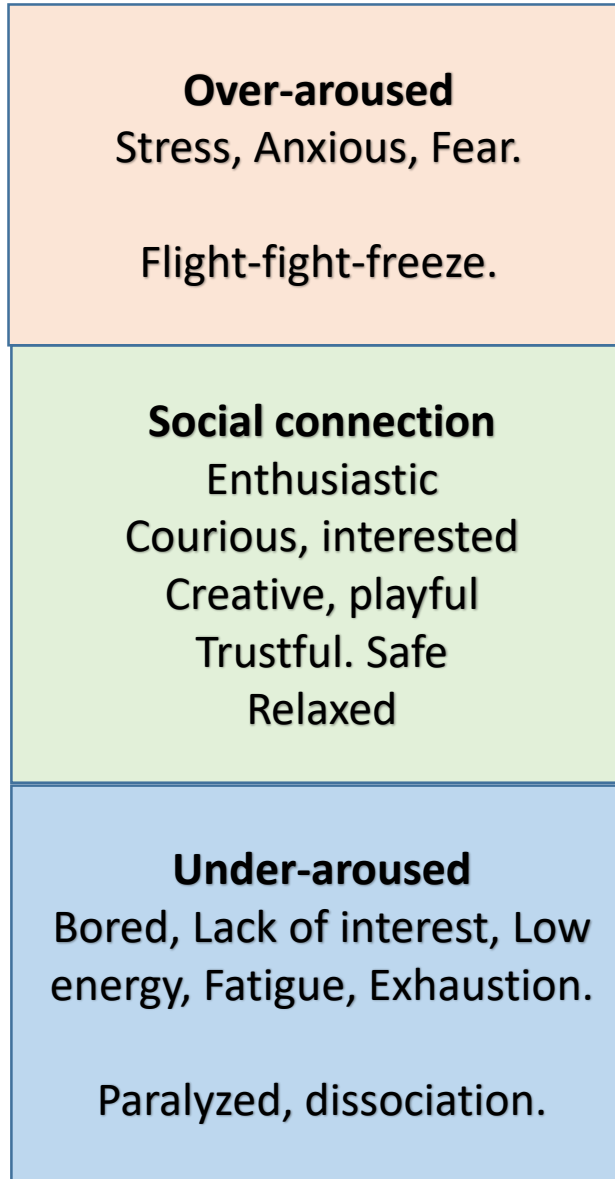 Over-aroused
Stress, Anxious, Fear.
Flight-fight-freeze.
Social connection
Enthusiastic
Courious, interested
Creative, playful
Trustful. Safe
Relaxed
Under-aroused
Bored, Lack of interest, Low
energy, Fatigue, Exhaustion.
Paralyzed, dissociation.